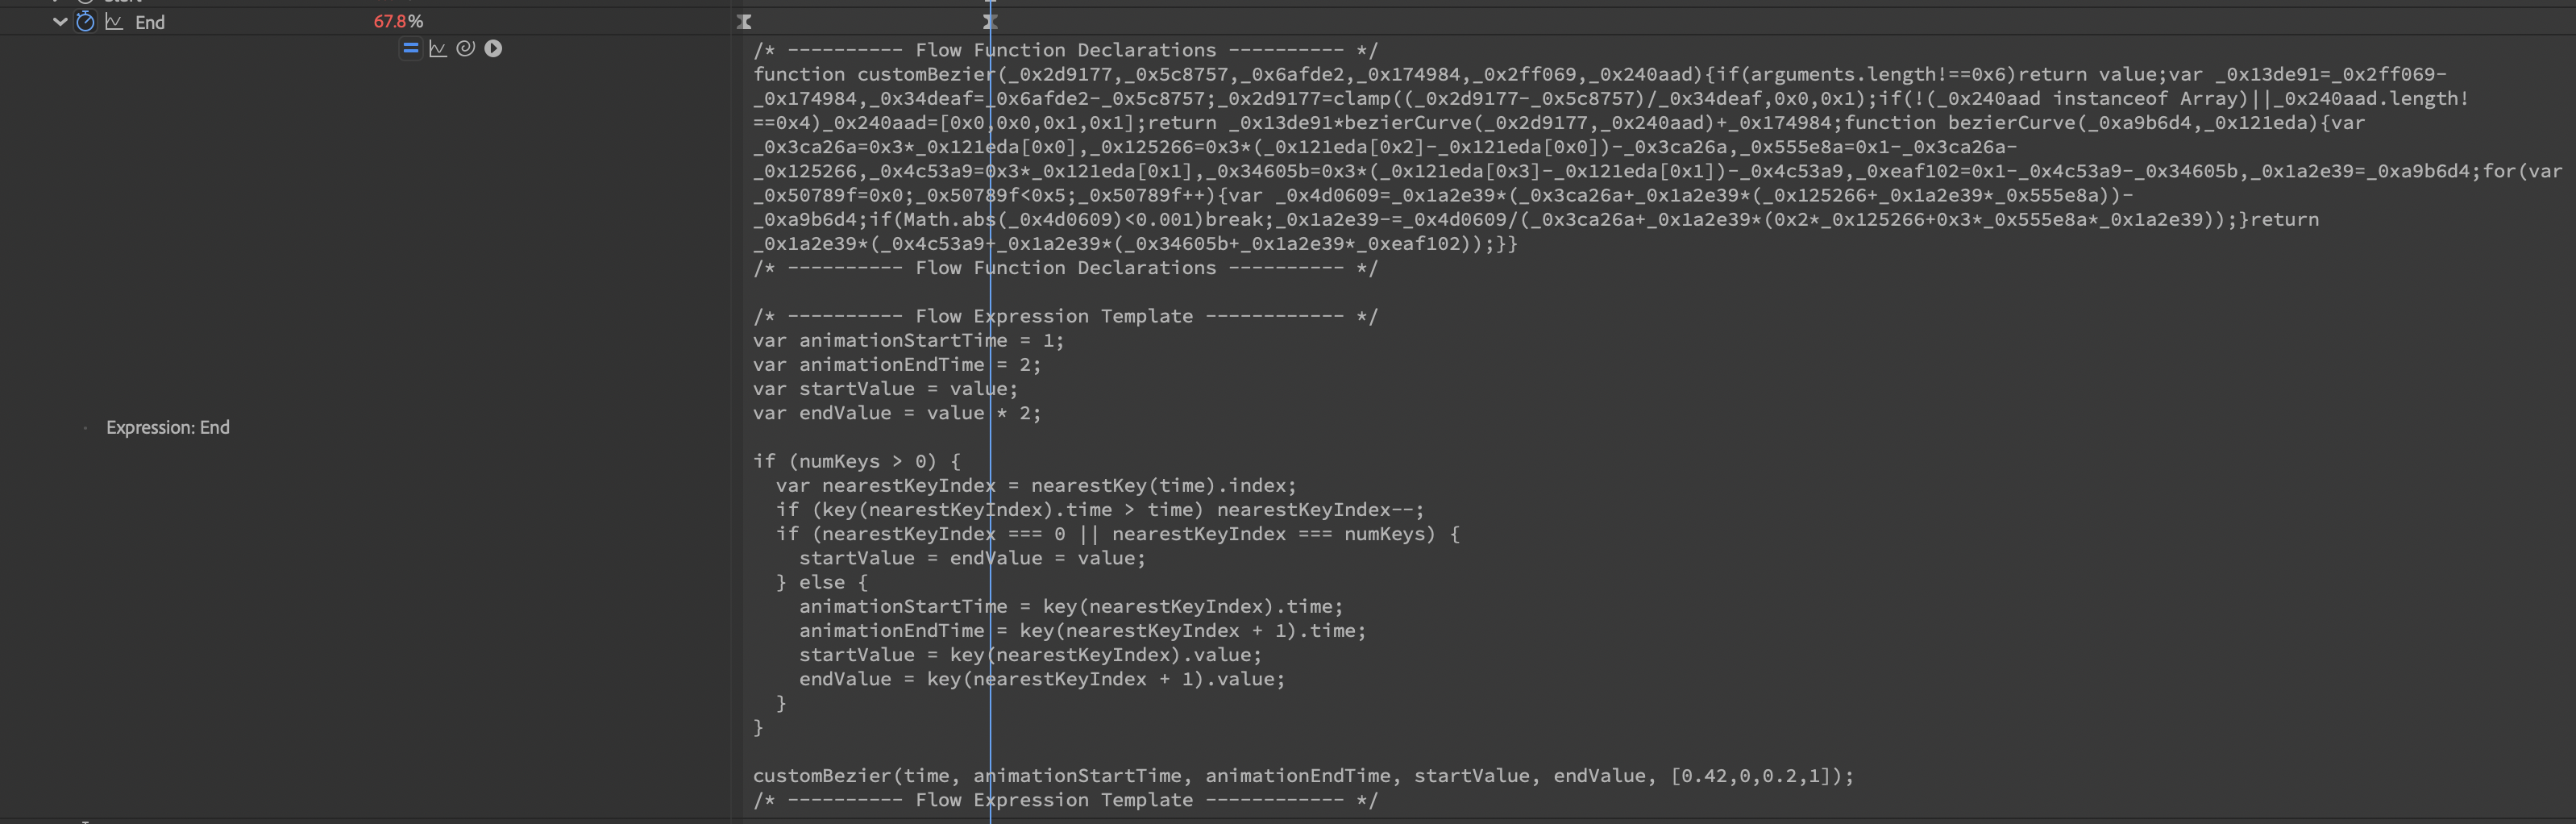 End 67.8%
/* ---------- Flow Function Declarations ---------- */
function customBezier(_0x2d9177,_0x5c8757,_0x6afde2,_0x174984,_0x2ff069,_0x240aad){if(arguments.length!==0x6)return value;var _0x13de91=_0x2ff069-
_0x174984,_0x34deaf=_0x6afde2-_0x5c8757;_0x2d9177=clamp((_0x2d9177-_0x5c8757)/_0x34deaf,0x0,0x1);if(!(_0x240aad instanceof Array)||_0x240aad.length!
==0x4)_0x240aad=[0x0,0x0,0x1,0x1];return _0x13de91*bezierCurve(_0x2d9177,_0x240aad)+_0x174984;function bezierCurve(_0xa9b6d4,_0x121eda){var
_0x3ca26a=0x3*_0x121eda[0x0],_0x125266=0x3*(_0x121eda[0x2]-_0x121eda[0x0])-_0x3ca26a,_0x555e8a=0x1-_0x3ca26a-
_0x125266,_0x4c53a9=0x3*_0x121eda[0x1],_0x34605b=0x3*(_0x121eda[0x3]-_0x121eda[0x1])-_0x4c53a9,_0xeaf102=0x1-_0x4c53a9-_0x34605b,_0x1a2e39=_0xa9b6d4;for(var
_0x50789f=0x0;_0x50789f<0x5;_0x50789f++){var _0x4d0609=_0x1a2e39*(_0x3ca26a+_0x1a2e39*(_0x125266+_0x1a2e39*_0x555e8a))-
_0xa9b6d4;if(Math.abs(_0x4d0609)<0.001)break;_0x1a2e39-=_0x4d0609/(_0x3ca26a+_0x1a2e39*(0x2*_0x125266+0x3*_0x555e8a*_0x1a2e39));}return
_0x1a2e39*(_0x4c53a9+_0x1a2e39*(_0x34605b+_0x1a2e39*_0xeaf102));}}
/* ---------- Flow Function Declarations ---------- */
/* ---------- Flow Expression Template ------------ */
var animationStartTime = 1;
var animationEndTime = 2;
var startValue = value;
var endValue = value * 2;
Expression: End
if (numKeys > 0) {
  var nearestKeyIndex = nearestKey(time).index;
  if (key(nearestKeyIndex).time > time) nearestKeyIndex--;
  if (nearestKeyIndex === 0 || nearestKeyIndex === numKeys) {
    startValue = endValue = value;
  } else {
    animationStartTime = key(nearestKeyIndex).time;
    animationEndTime = key(nearestKeyIndex + 1).time;
    startValue = key(nearestKeyIndex).value;
    endValue = key(nearestKeyIndex + 1).value;
  }
}
customBezier(time, animationStartTime, animationEndTime, startValue, endValue, [0.42,0,0.2,1]);
/* ---------- Flow Expression Template ------------ */